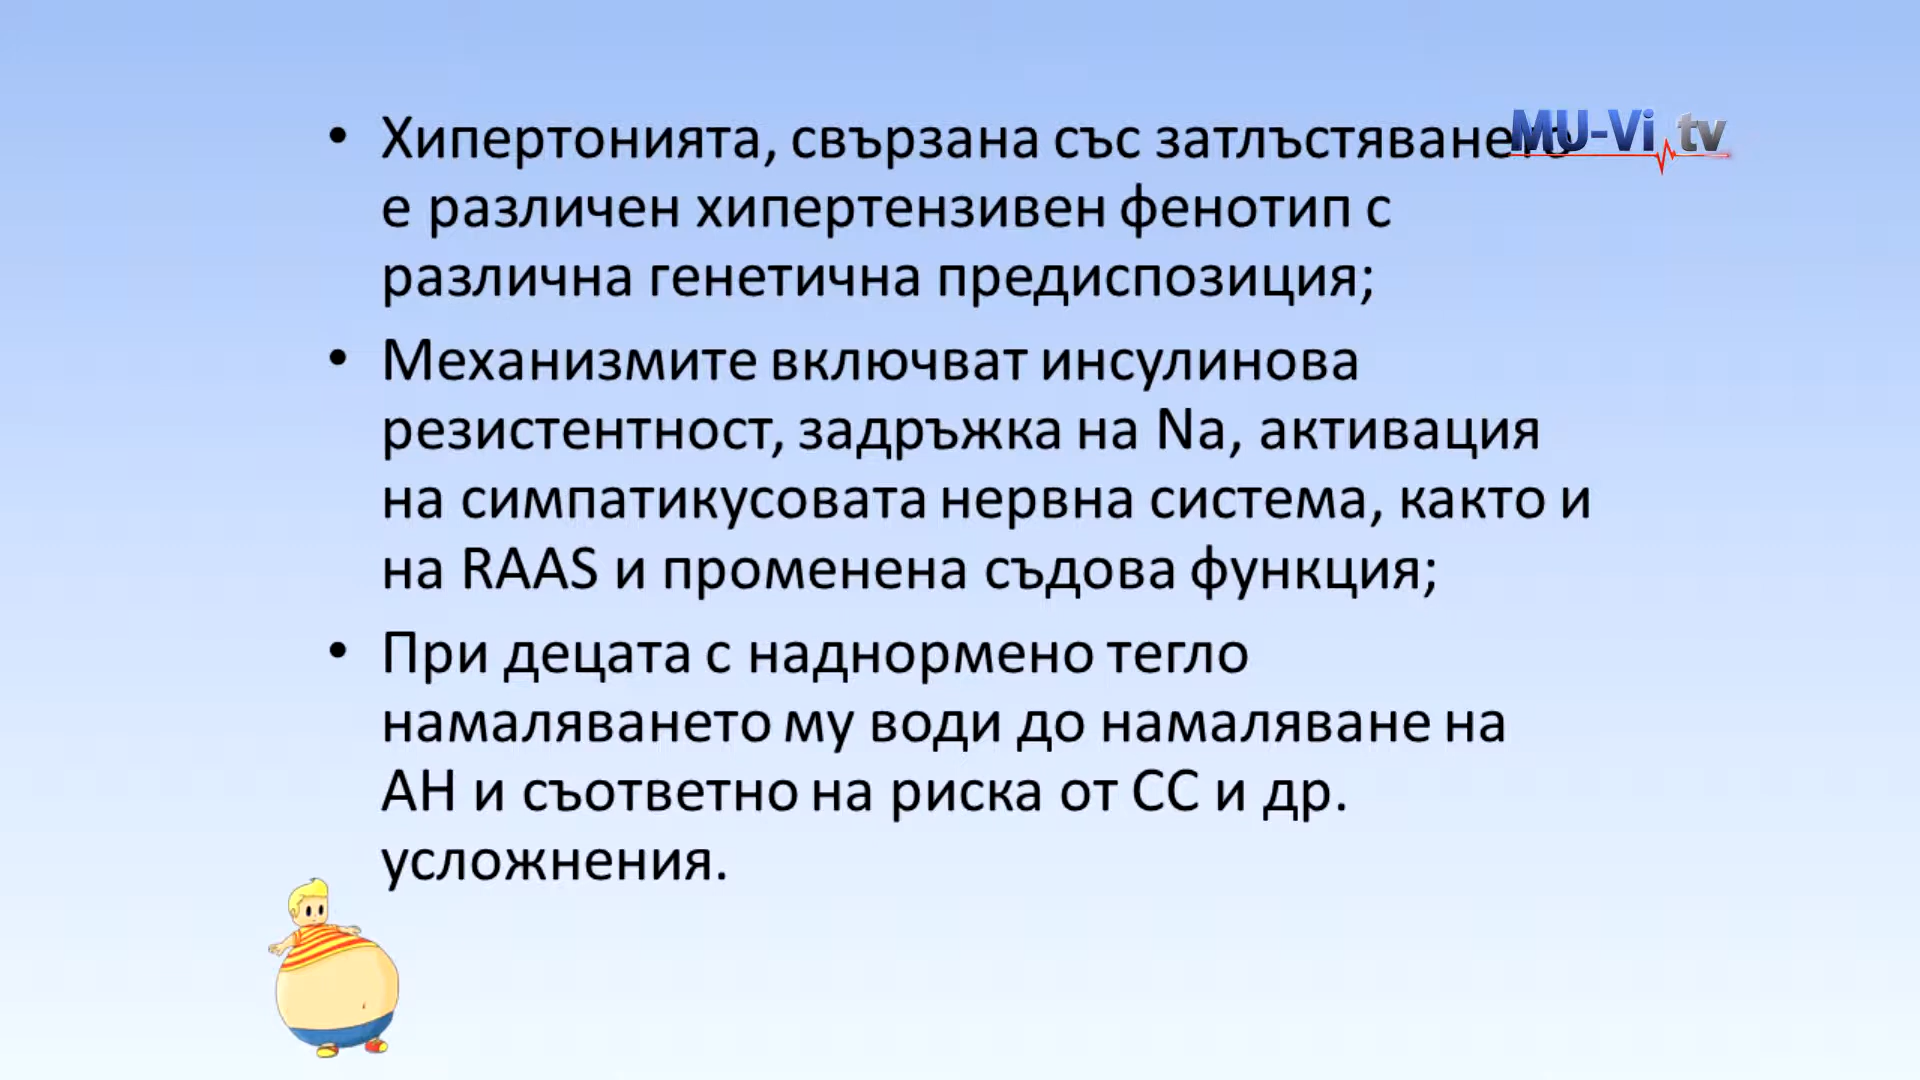 • Хипертонията, свързана със затлъстяването
е различен хипертензивен фенотип с
различна генетична предиспозиция;
• Механизмите включват инсулинова
резистентност, задръжка на Na, активация
на симпатикусовата нервна система, както и
на RAAS и променена съдова функция;
• При децата с наднормено тегло
намаляването му води до намаляване на
АН и съответно на риска от СС и др.
усложнения.
MU-Vi.tv